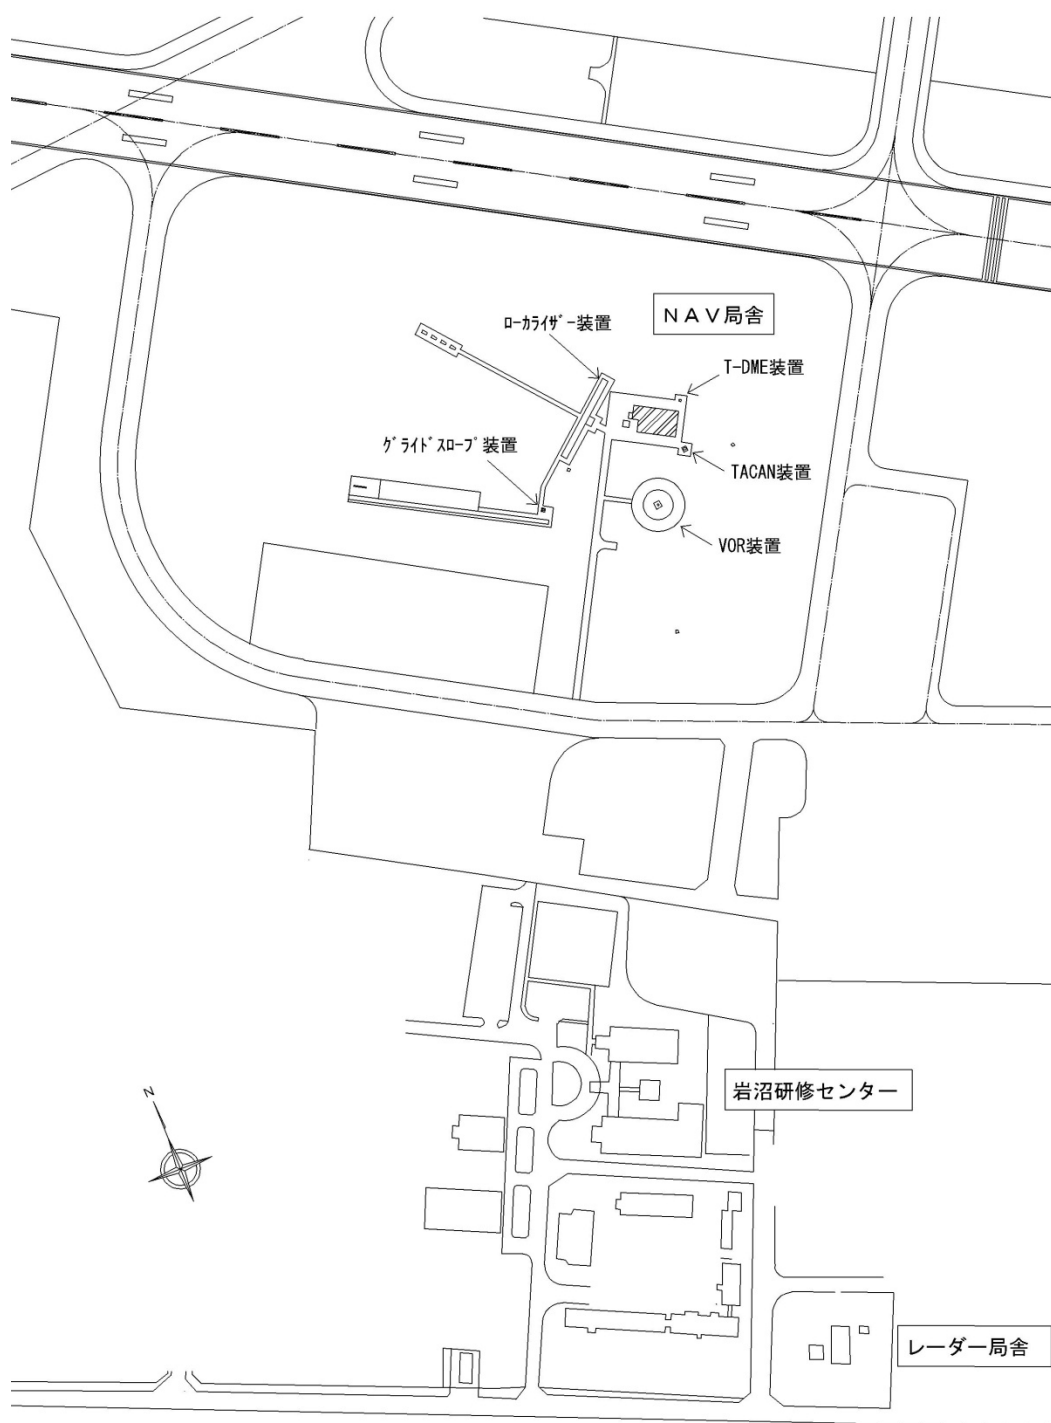 NAV局舎
ローカライザー装置
T-DME装置
グライドスロープ装置
TACAN装置
VOR装置
岩沼研修センター
N
レーダー局舎